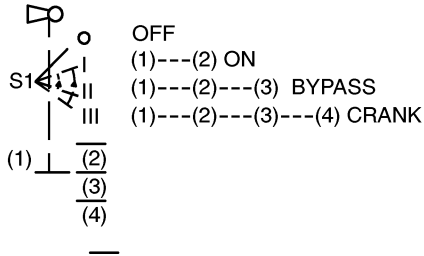 OFF
O
I (1)---(2) ON
S1
II (1)---(2)---(3) BYPASS
III (1)---(2)---(3)---(4) CRANK
(1) (2)
(3)
(4)